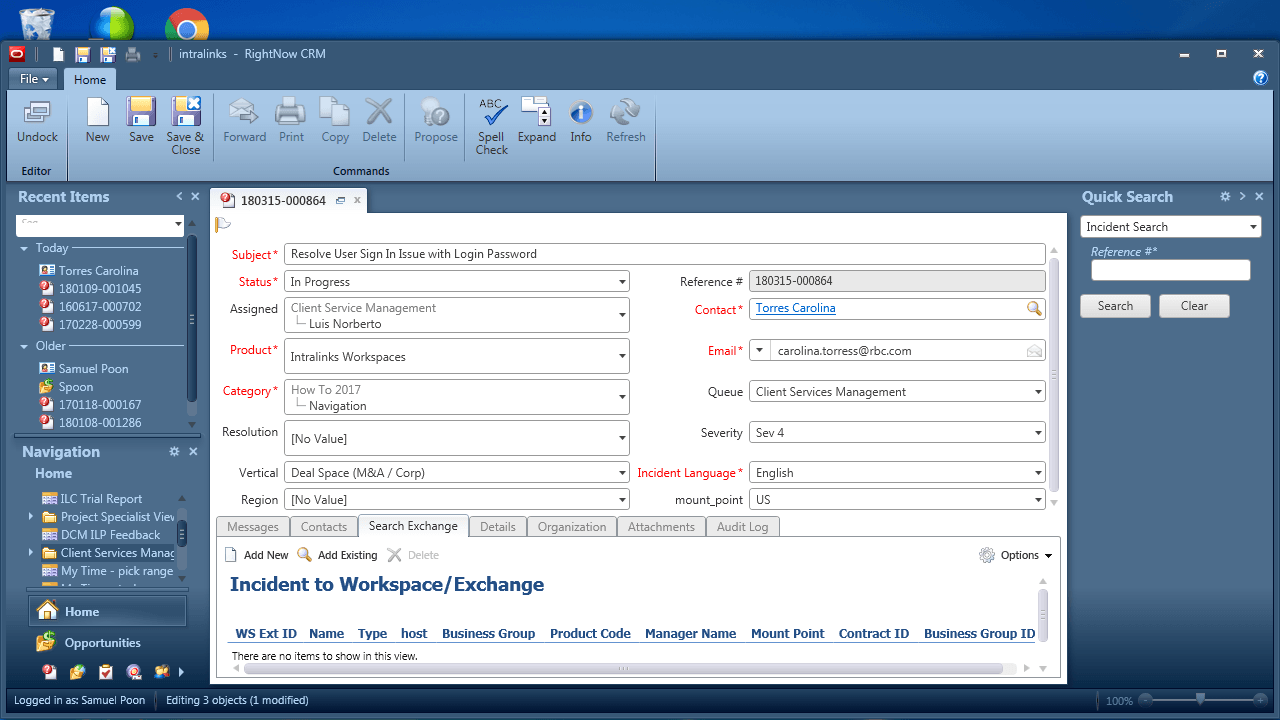 intralinks - RightNow CRM
File
Home
Undock
New
Save
Save & Close
Forward
Print
Copy
Delete
Propose
ABC
Spell Check
Expand
Info
Refresh
Editor
Commands
Recent Items
Today
Torres Carolina
180109-001045
160617-000702
170228-000599
Older
Samuel Poon
Spoon
170118-000167
180108-001286
Navigation
Home
ILC Trial Report
Project Specialist View
DCM ILP Feedback
Client Services Manag
My Time - pick range
Home
Opportunities
180315-000864
Subject* Resolve User Sign In Issue with Login Password
Status* In Progress
Reference # 180315-000864
Assigned Client Service Management
Luis Norberto
Contact* Torres Carolina
Product* Intralinks Workspaces
Email* carolina.torress@rbc.com
Category* How To 2017
Navigation
Queue Client Services Management
Resolution [No Value]
Severity Sev 4
Vertical Deal Space (M&A / Corp)
Incident Language* English
Region [No Value]
mount_point US
Messages Contacts Search Exchange Details Organization Attachments Audit Log
Add New Add Existing Delete Options
Incident to Workspace/Exchange
WS Ext ID Name Type host Business Group Product Code Manager Name Mount Point Contract ID Business Group ID
There are no items to show in this view.
Quick Search
Incident Search
Reference #*
Search Clear
Logged in as: Samuel Poon Editing 3 objects (1 modified) 100%